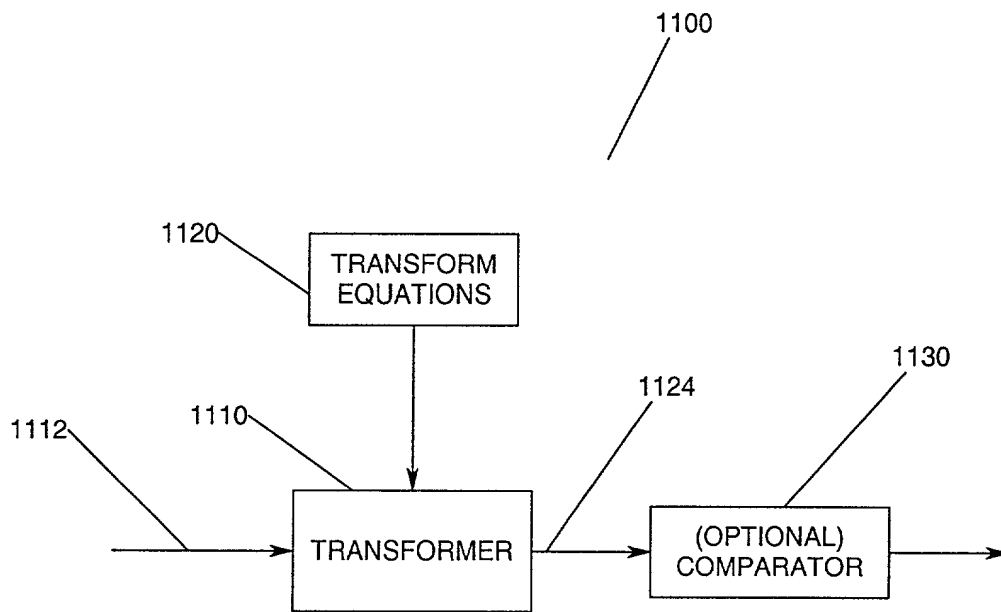 1100
1120
TRANSFORM
EQUATIONS
1130
1124
1110
1112
TRANSFORMER
(OPTIONAL)
COMPARATOR